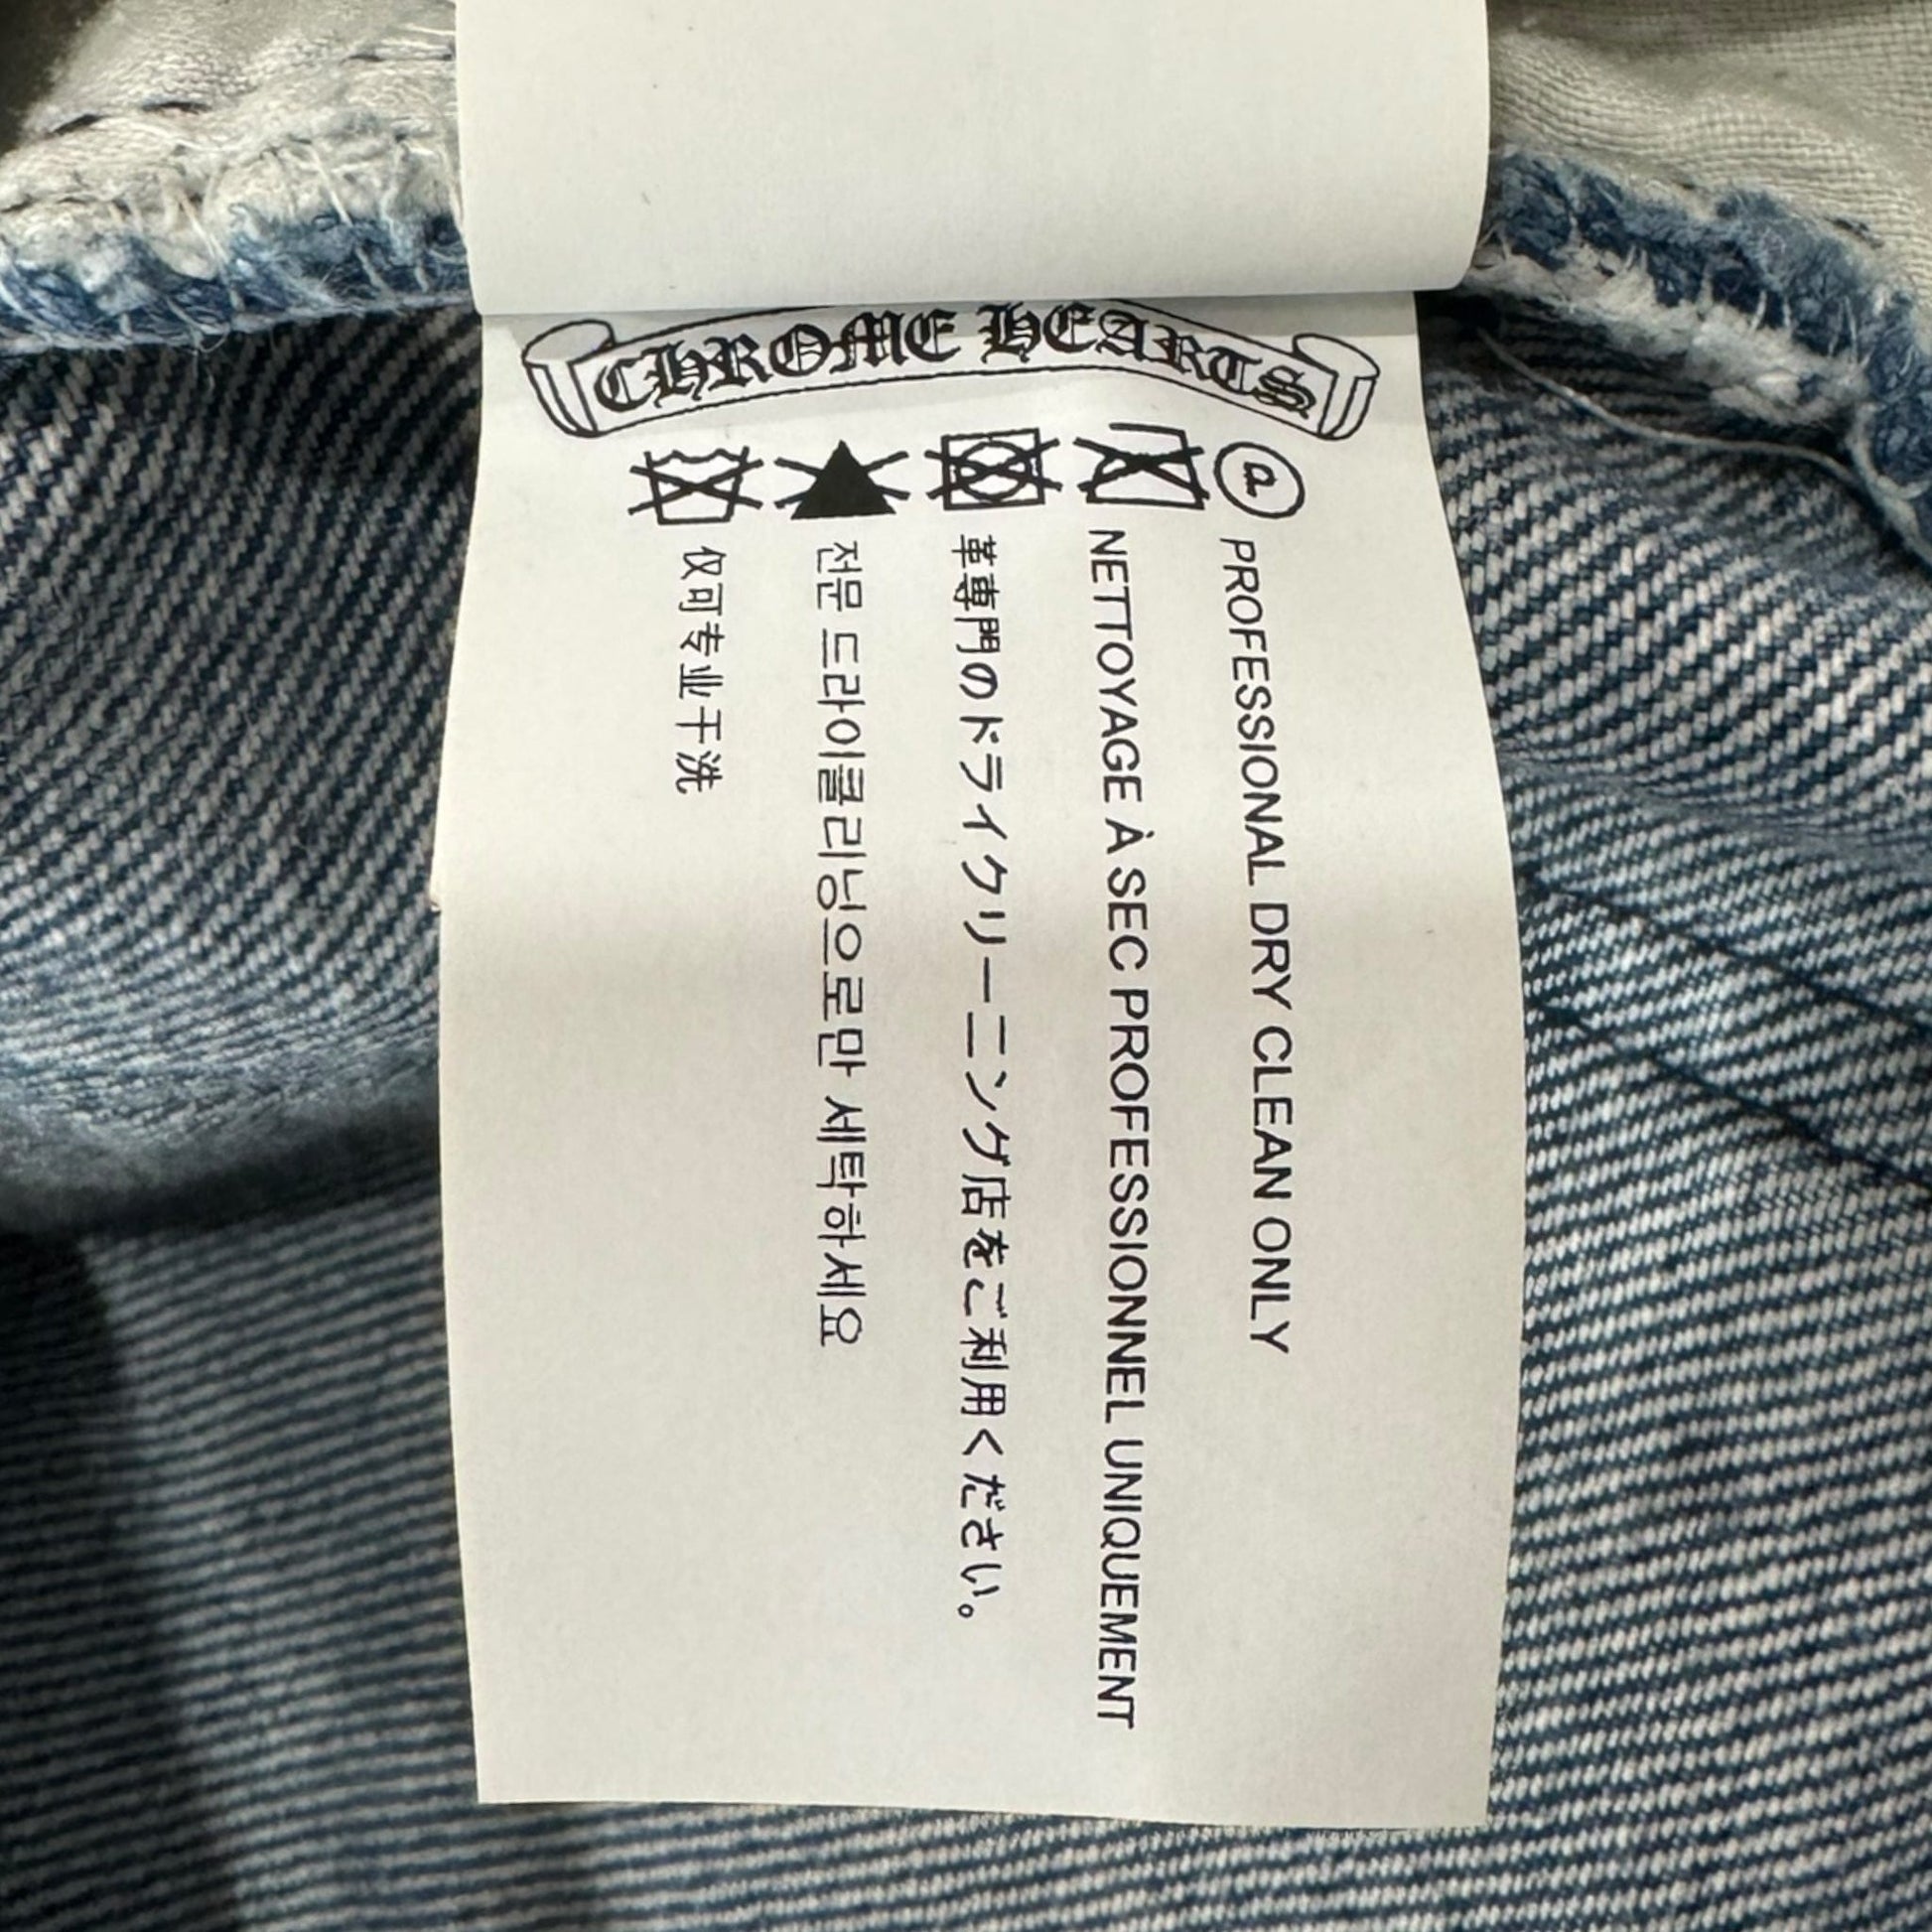 CHROME HEARTS
a
PROFESSIONAL DRY CLEAN ONLY
NETTOYAGE À SEC PROFESSIONNEL UNIQUEMENT
革専門のドライクリーニング店をご利用ください。
전문 드라이클리닝으로만 세탁하세요
仅可专业干洗